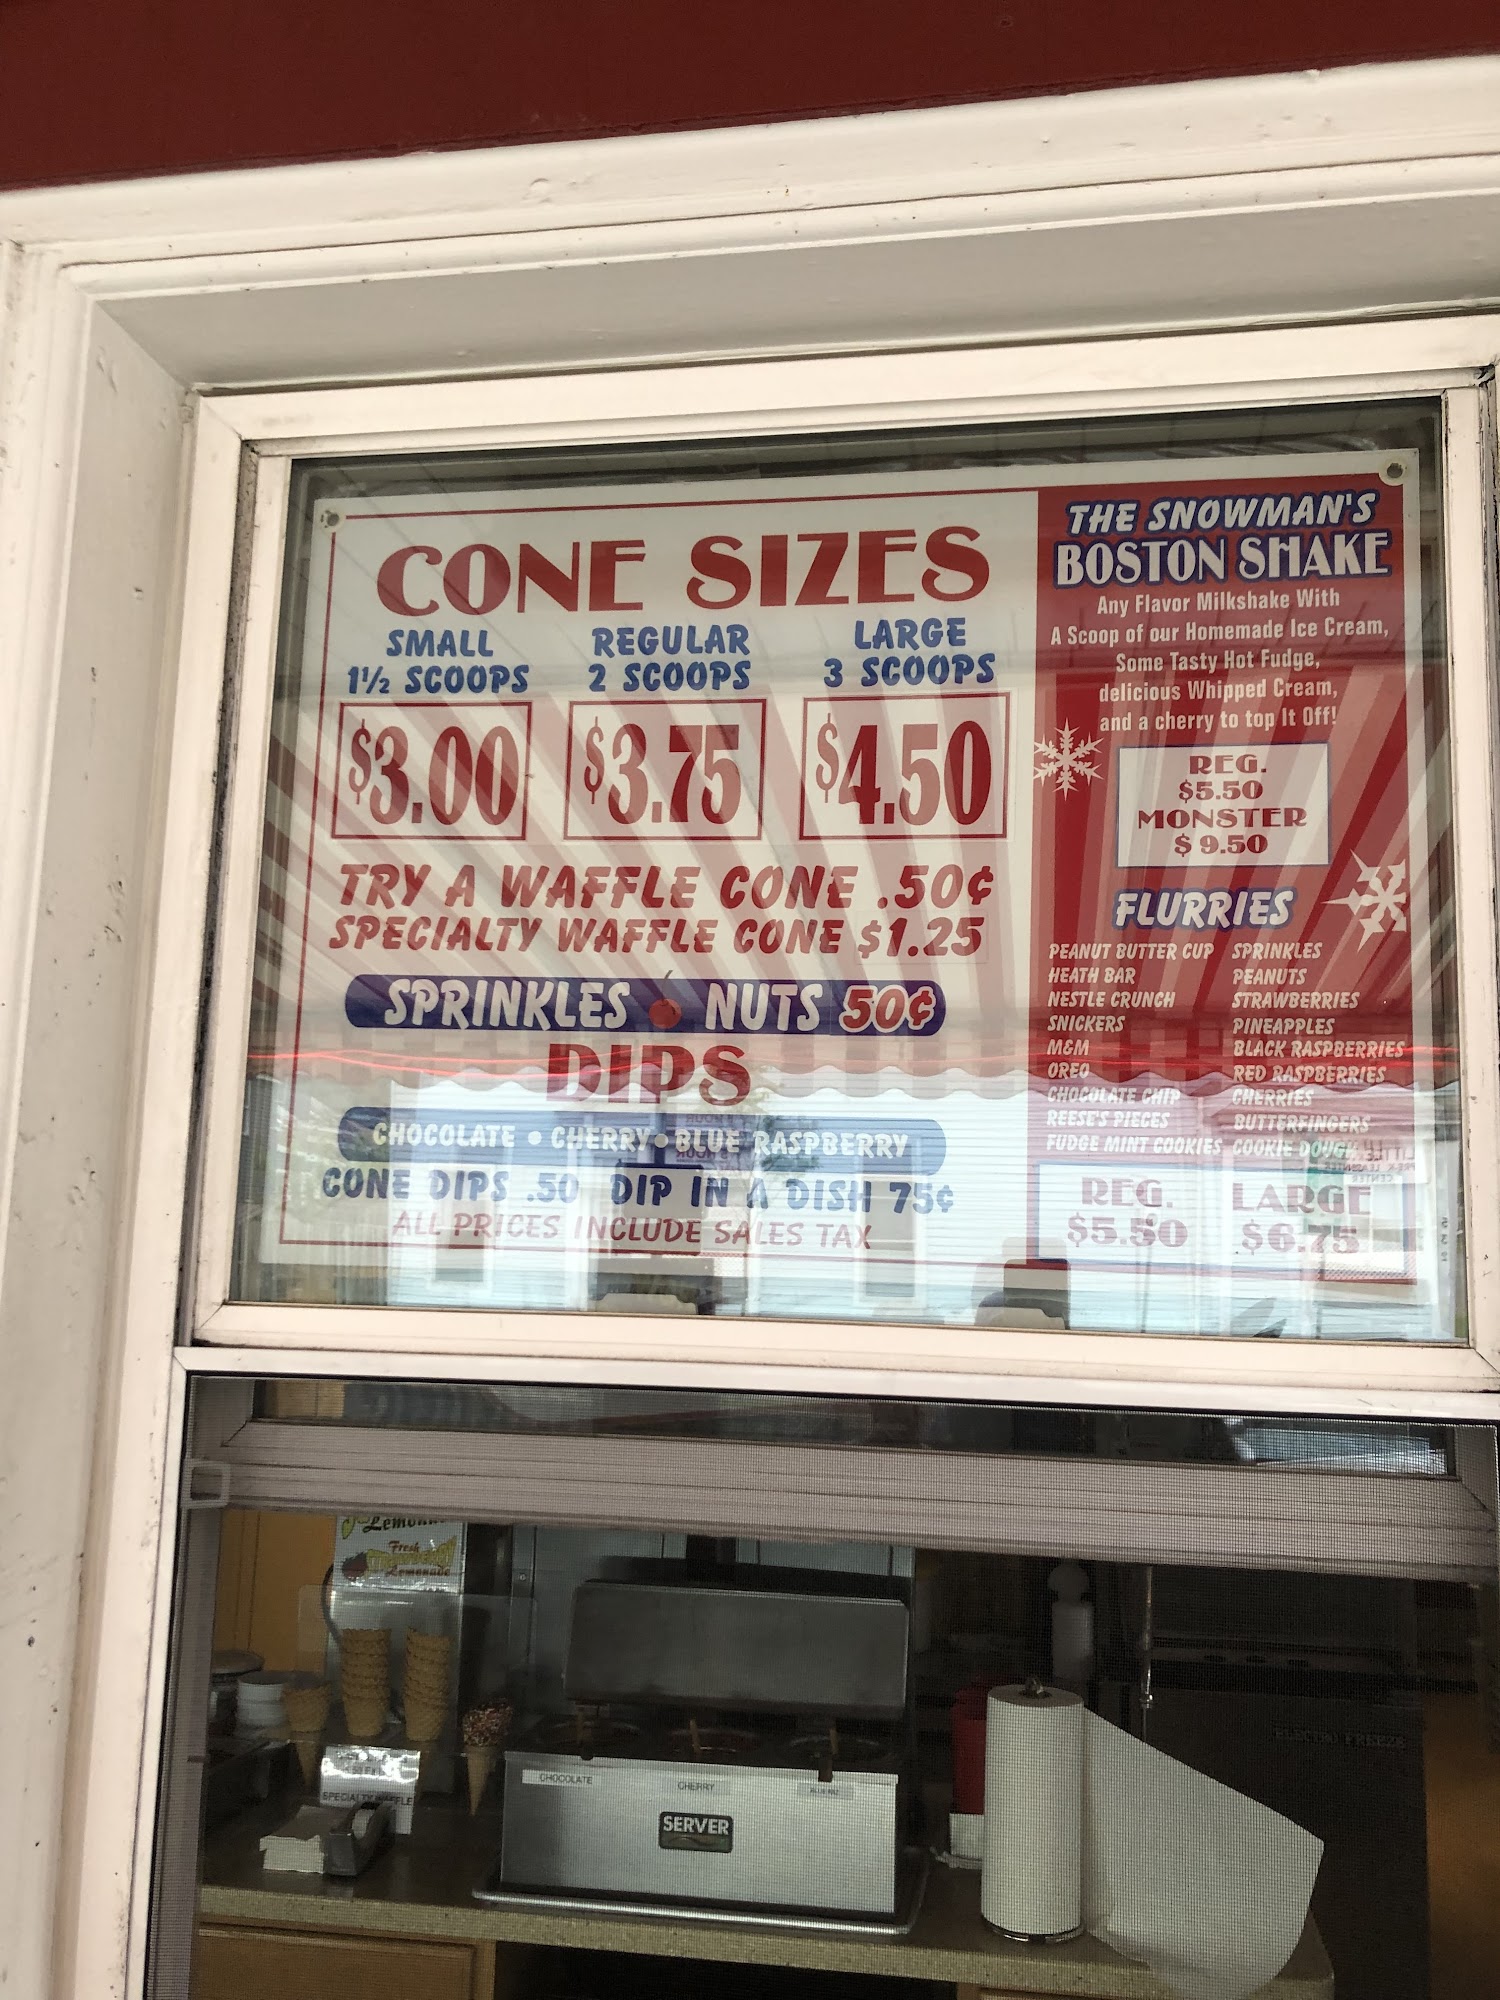 CONE SIZES
SMALL
1½ SCOOPS
$3.00
REGULAR
2 SCOOPS
$3.75
LARGE
3 SCOOPS
$4.50
TRY A WAFFLE CONE .50¢
SPECIALTY WAFFLE CONE $1.25
SPRINKLES NUTS 50¢
DIPS
CHOCOLATE • CHERRY • BLUE RASPBERRY
CONE DIPS .50 DIP IN A DISH 75¢
ALL PRICES INCLUDE SALES TAX
THE SNOWMAN'S
BOSTON SHAKE
Any Flavor Milkshake With
A Scoop of our Homemade Ice Cream,
Some Tasty Hot Fudge,
delicious Whipped Cream,
and a cherry to top It Off!
REG.
$5.50
MONSTER
$9.50
FLURRIES
PEANUT BUTTER CUP
HEATH BAR
NESTLE CRUNCH
SNICKERS
M&M
OREO
CHOCOLATE CHIP
REESE'S PIECES
FUDGE MINT COOKIES
SPRINKLES
PEANUTS
STRAWBERRIES
PINEAPPLES
BLACK RASPBERRIES
RED RASPBERRIES
CHERRIES
BUTTERFINGERS
COOKIE DOUGH
REG.
$5.50
LARGE
$6.75
Fresh
Lemonade
SPECIALTY WAFFLE
CHOCOLATE
CHERRY
SERVER
ELECTRO FREEZE